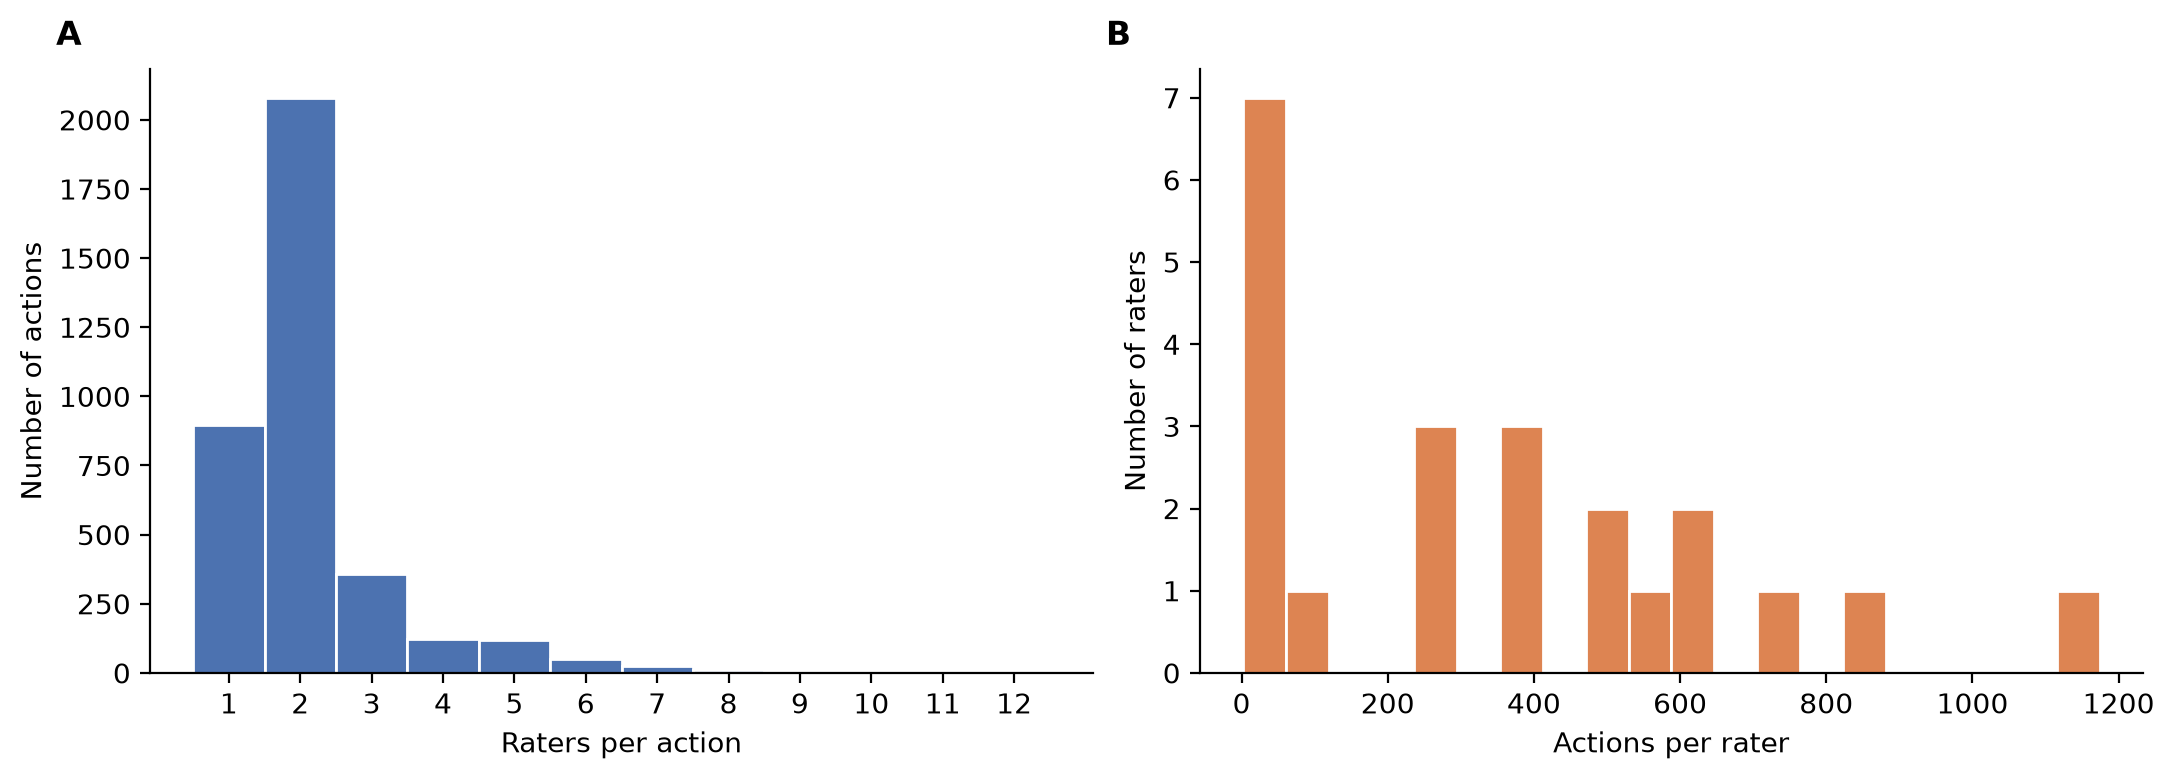 A
Number of actions
2000
1750
1500
1250
1000
750
500
250
0
1 2 3 4 5 6 7 8 9 10 11 12
Raters per action
B
Number of raters
7
6
5
4
3
2
1
0
0 200 400 600 800 1000 1200
Actions per rater